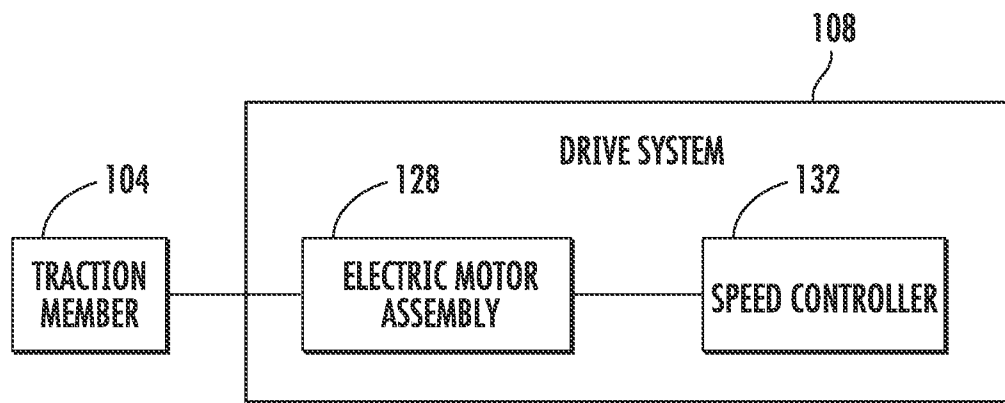 108
DRIVE SYSTEM
104
128
132
TRACTION
MEMBER
ELECTRIC MOTOR
ASSEMBLY
SPEED CONTROLLER